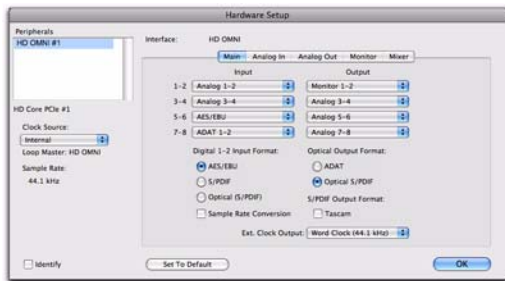 Hardware Setup
Peripherals
HD OMNI #1
HD Core PCIe #1
Clock Source:
Internal
Loop Master: HD OMNI
Sample Rate:
44.1 kHz
Identify
Interface: HD OMNI
Main Analog In Analog Out Monitor Mixer
Input Output
1-2 Analog 1-2 Monitor 1-2
3-4 Analog 3-4 Analog 3-4
5-6 AES/EBU Analog 5-6
7-8 ADAT 1-2 Analog 7-8
Digital 1-2 Input Format: Optical Output Format:
AES/EBU ADAT
S/PDIF Optical S/PDIF
Optical (S/PDIF) S/PDIF Output Format:
Sample Rate Conversion Tascam
Ext. Clock Output: Word Clock (44.1 kHz)
Set To Default OK